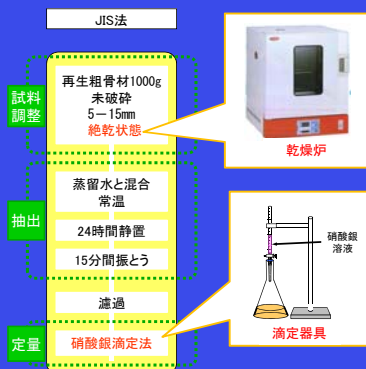 JIS法
試料
調整
再生粗骨材1000g
未破砕
5－15mm
絶乾状態
乾燥炉
抽出
蒸留水と混合
常温
24時間静置
15分間振とう
濾過
定量
硝酸銀滴定法
硝酸銀
溶液
滴定器具